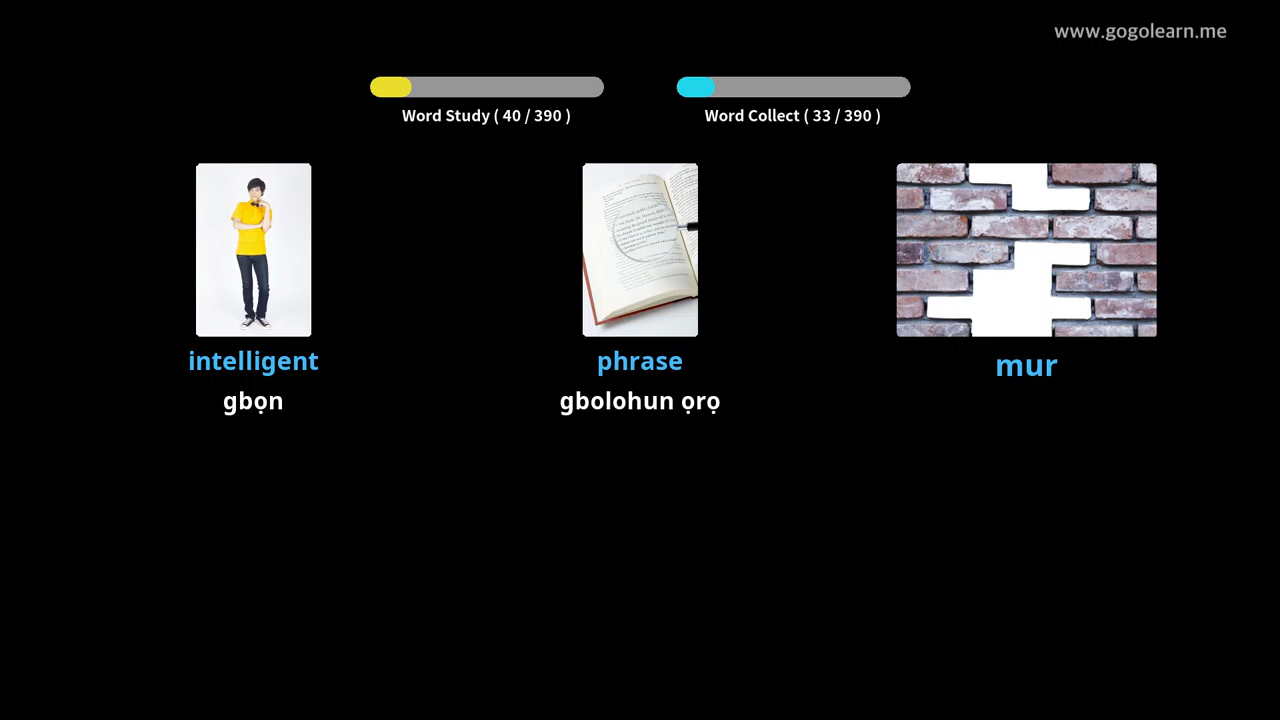 www.gogolearn.me
Word Study ( 40 / 390 )
Word Collect ( 33 / 390 )
intelligent
gbọn
phrase
gbolohun ọrọ
mur